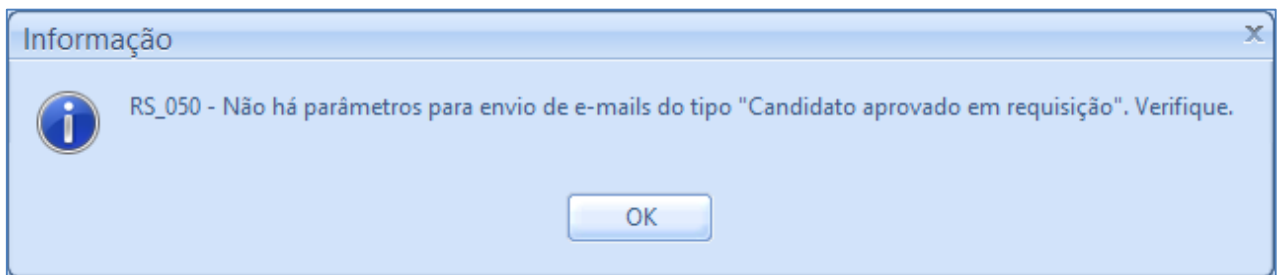 Informação
RS_050 - Não há parâmetros para envio de e-mails do tipo "Candidato aprovado em requisição". Verifique.
OK